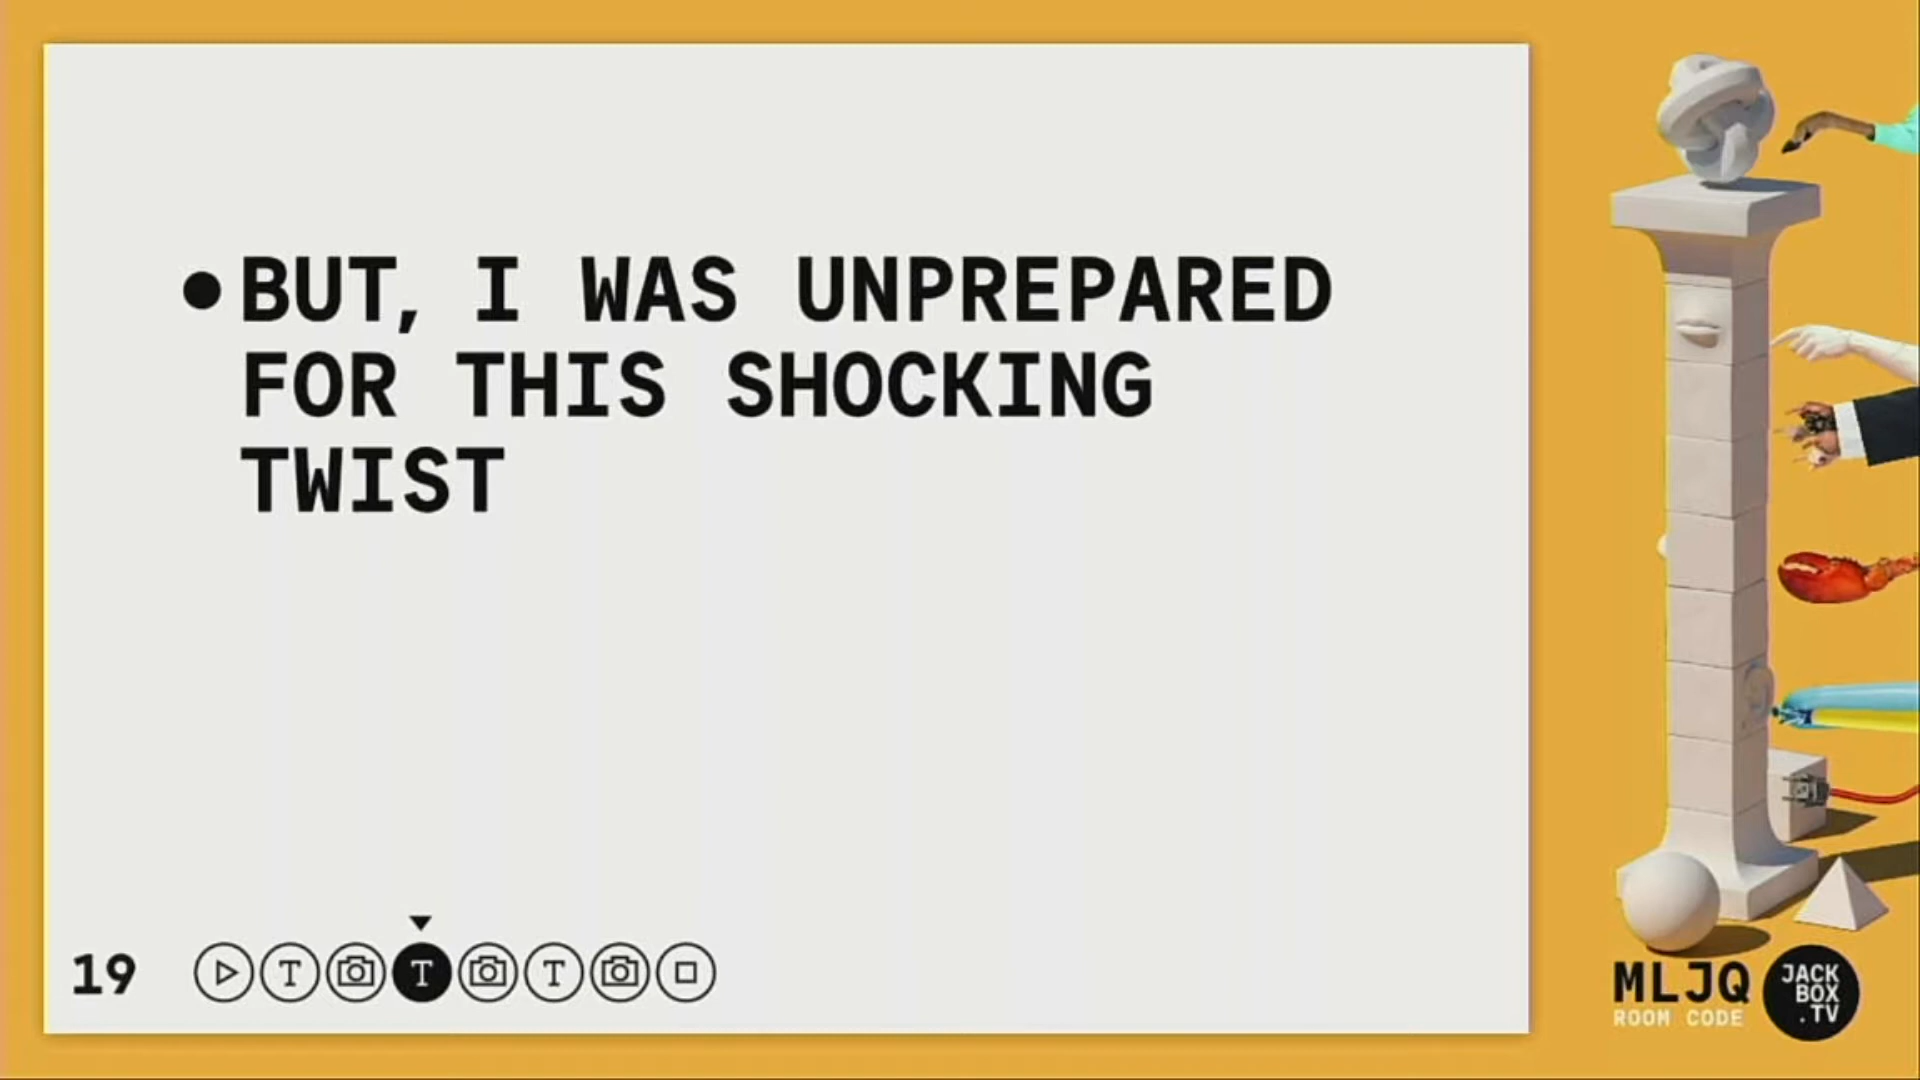 ●BUT, I WAS UNPREPARED
FOR THIS SHOCKING
TWIST
19
T
T
T
MLJQ
ROOM CODE
JACK
BOX
.TV